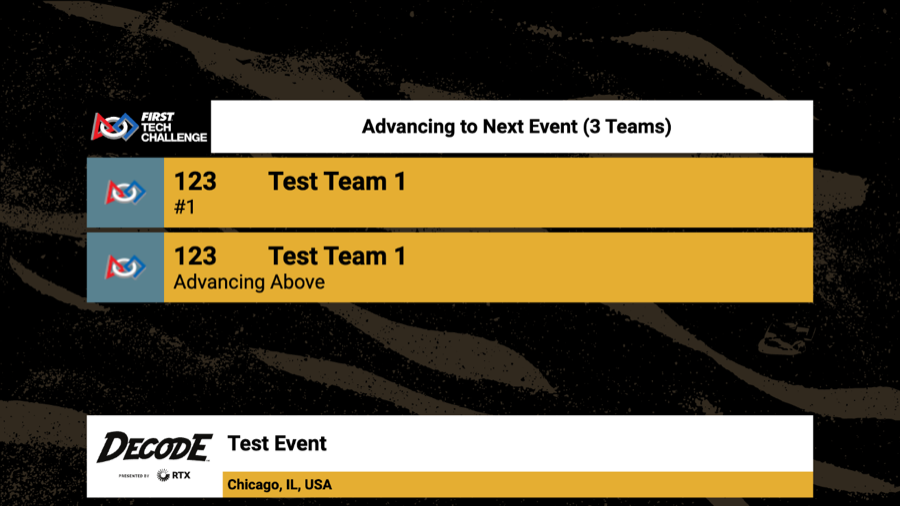 FIRST
TECH
CHALLENGE
Advancing to Next Event (3 Teams)
123 Test Team 1
#1
123 Test Team 1
Advancing Above
DECODE
PRESENTED BY RTX
Test Event
Chicago, IL, USA